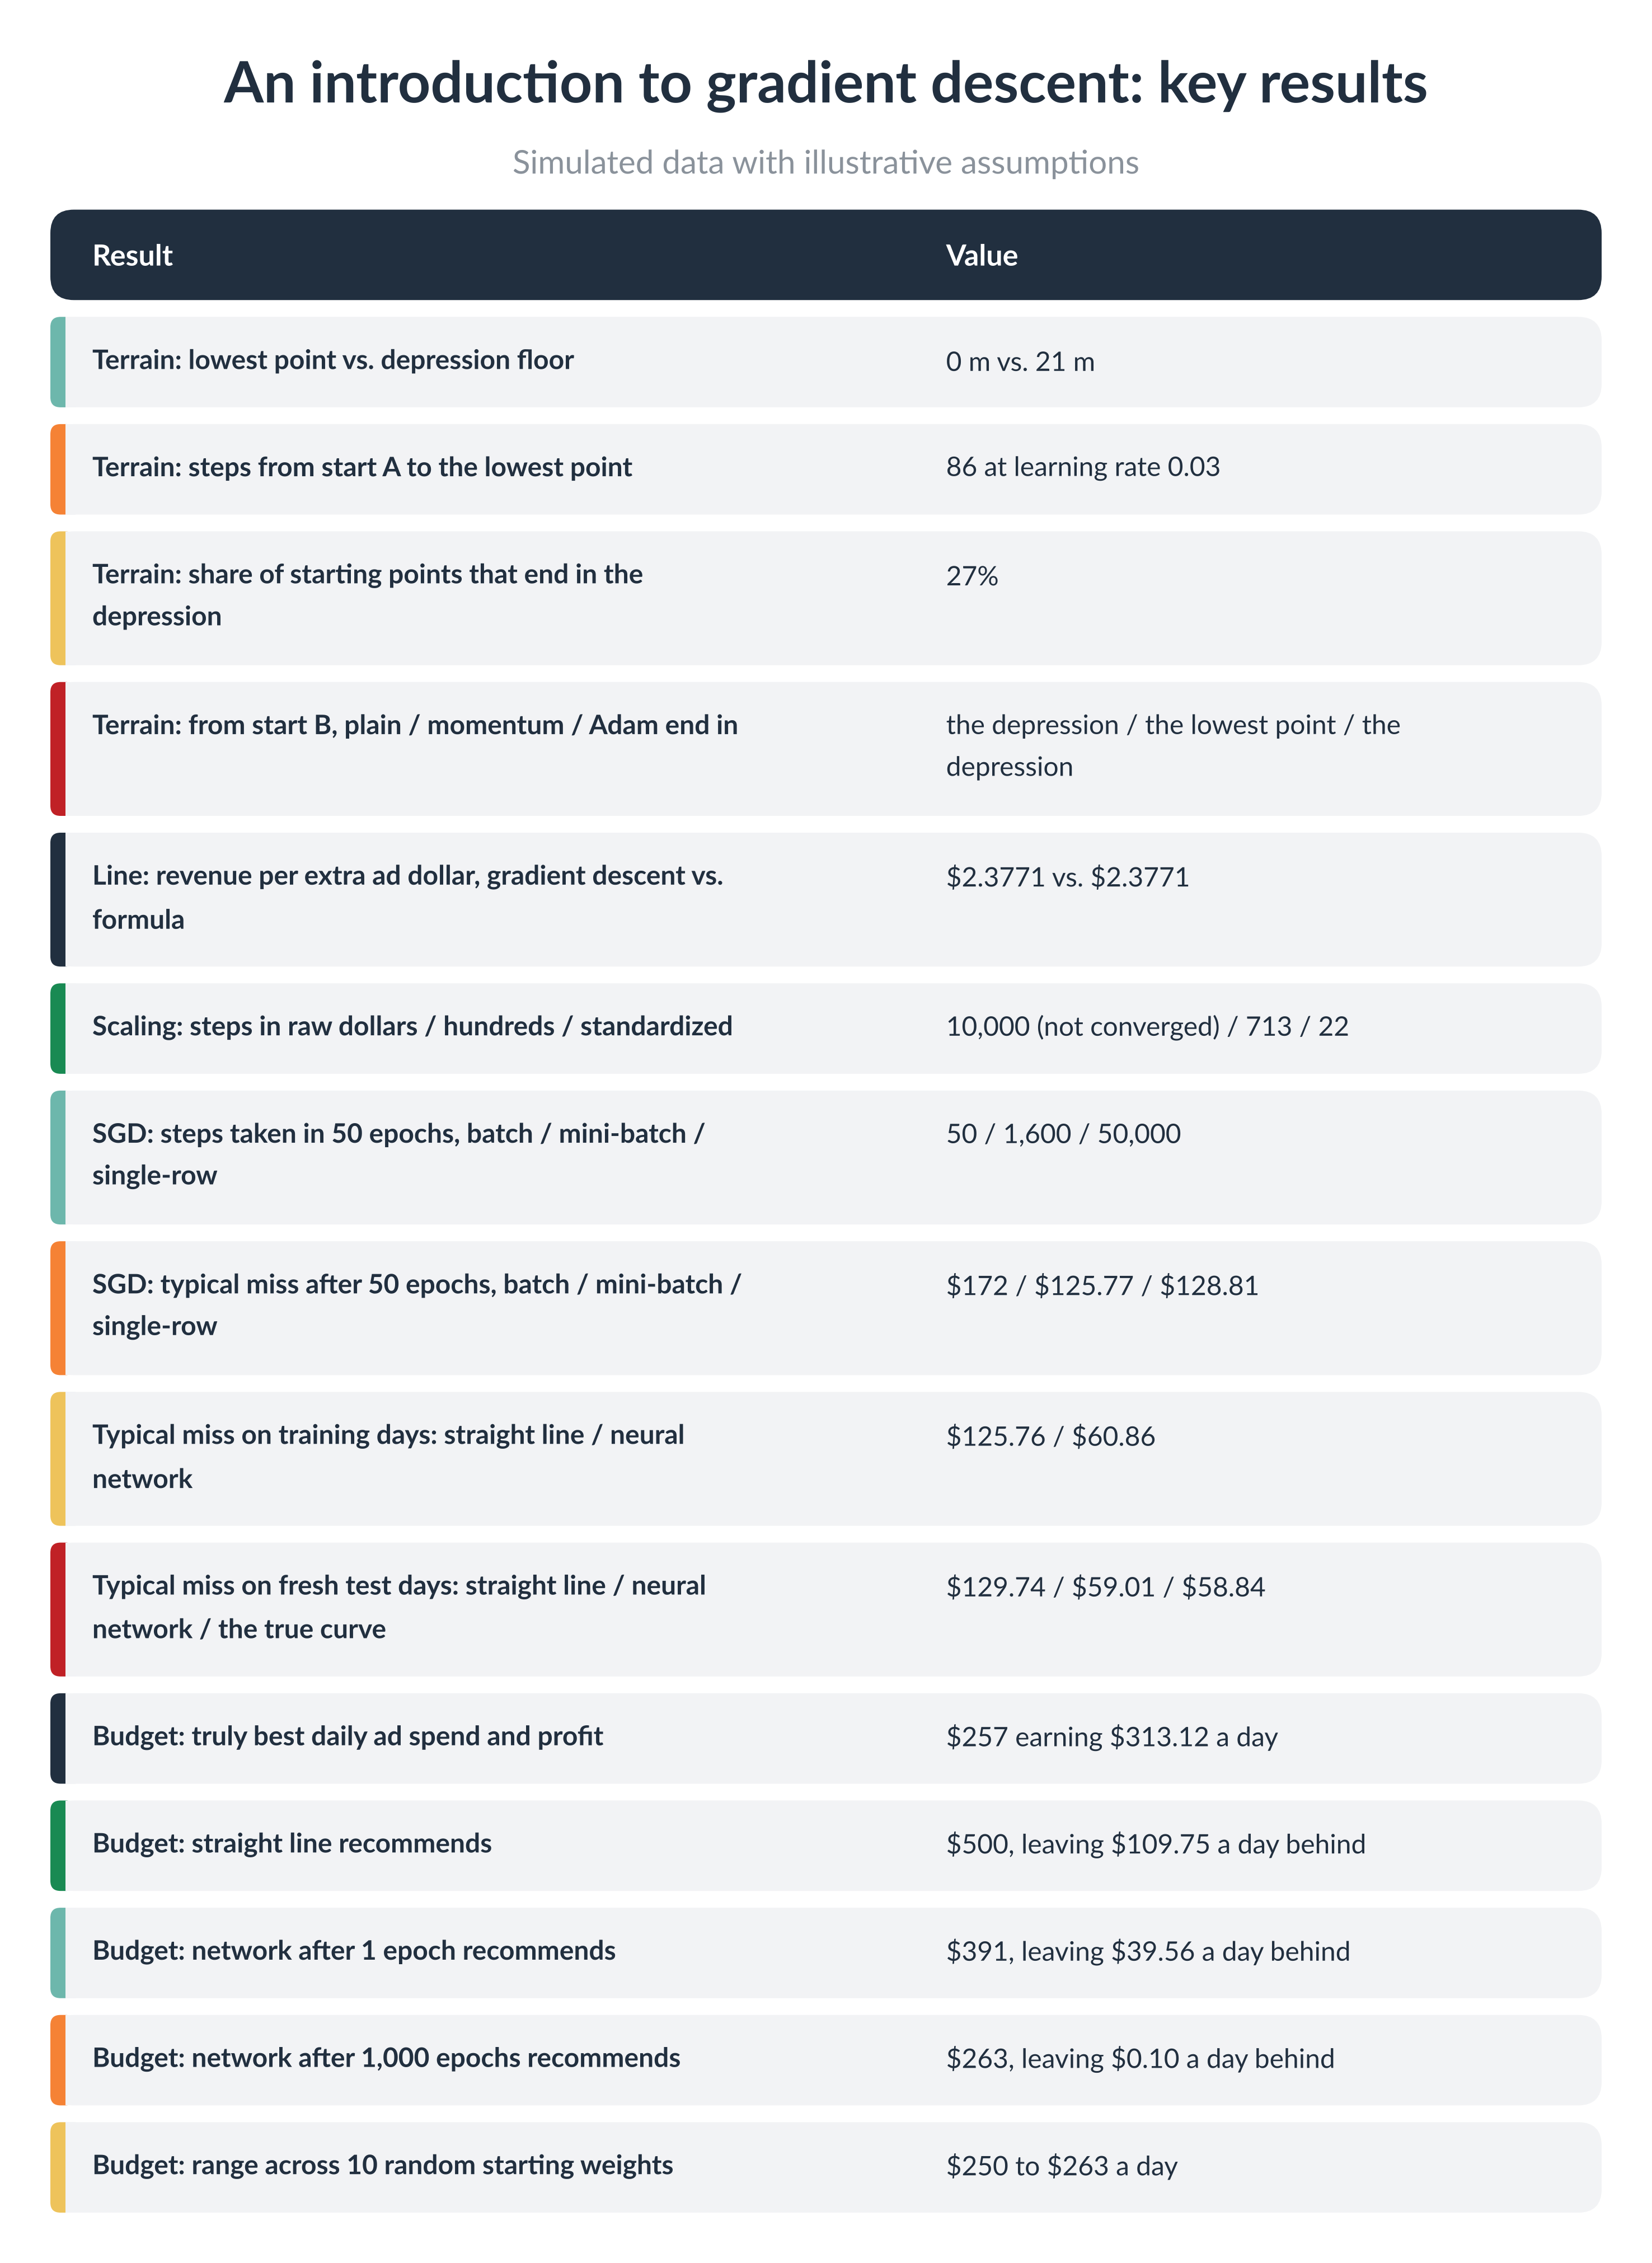 An introduction to gradient descent: key results
Simulated data with illustrative assumptions
Result Value
Terrain: lowest point vs. depression floor 0 m vs. 21 m
Terrain: steps from start A to the lowest point 86 at learning rate 0.03
Terrain: share of starting points that end in the 27%
depression
Terrain: from start B, plain / momentum / Adam end in the depression / the lowest point / the
depression
Line: revenue per extra ad dollar, gradient descent vs. $2.3771 vs. $2.3771
formula
Scaling: steps in raw dollars / hundreds / standardized 10,000 (not converged) / 713 / 22
SGD: steps taken in 50 epochs, batch / mini-batch / 50 / 1,600 / 50,000
single-row
SGD: typical miss after 50 epochs, batch / mini-batch / $172 / $125.77 / $128.81
single-row
Typical miss on training days: straight line / neural $125.76 / $60.86
network
Typical miss on fresh test days: straight line / neural $129.74 / $59.01 / $58.84
network / the true curve
Budget: truly best daily ad spend and profit $257 earning $313.12 a day
Budget: straight line recommends $500, leaving $109.75 a day behind
Budget: network after 1 epoch recommends $391, leaving $39.56 a day behind
Budget: network after 1,000 epochs recommends $263, leaving $0.10 a day behind
Budget: range across 10 random starting weights $250 to $263 a day